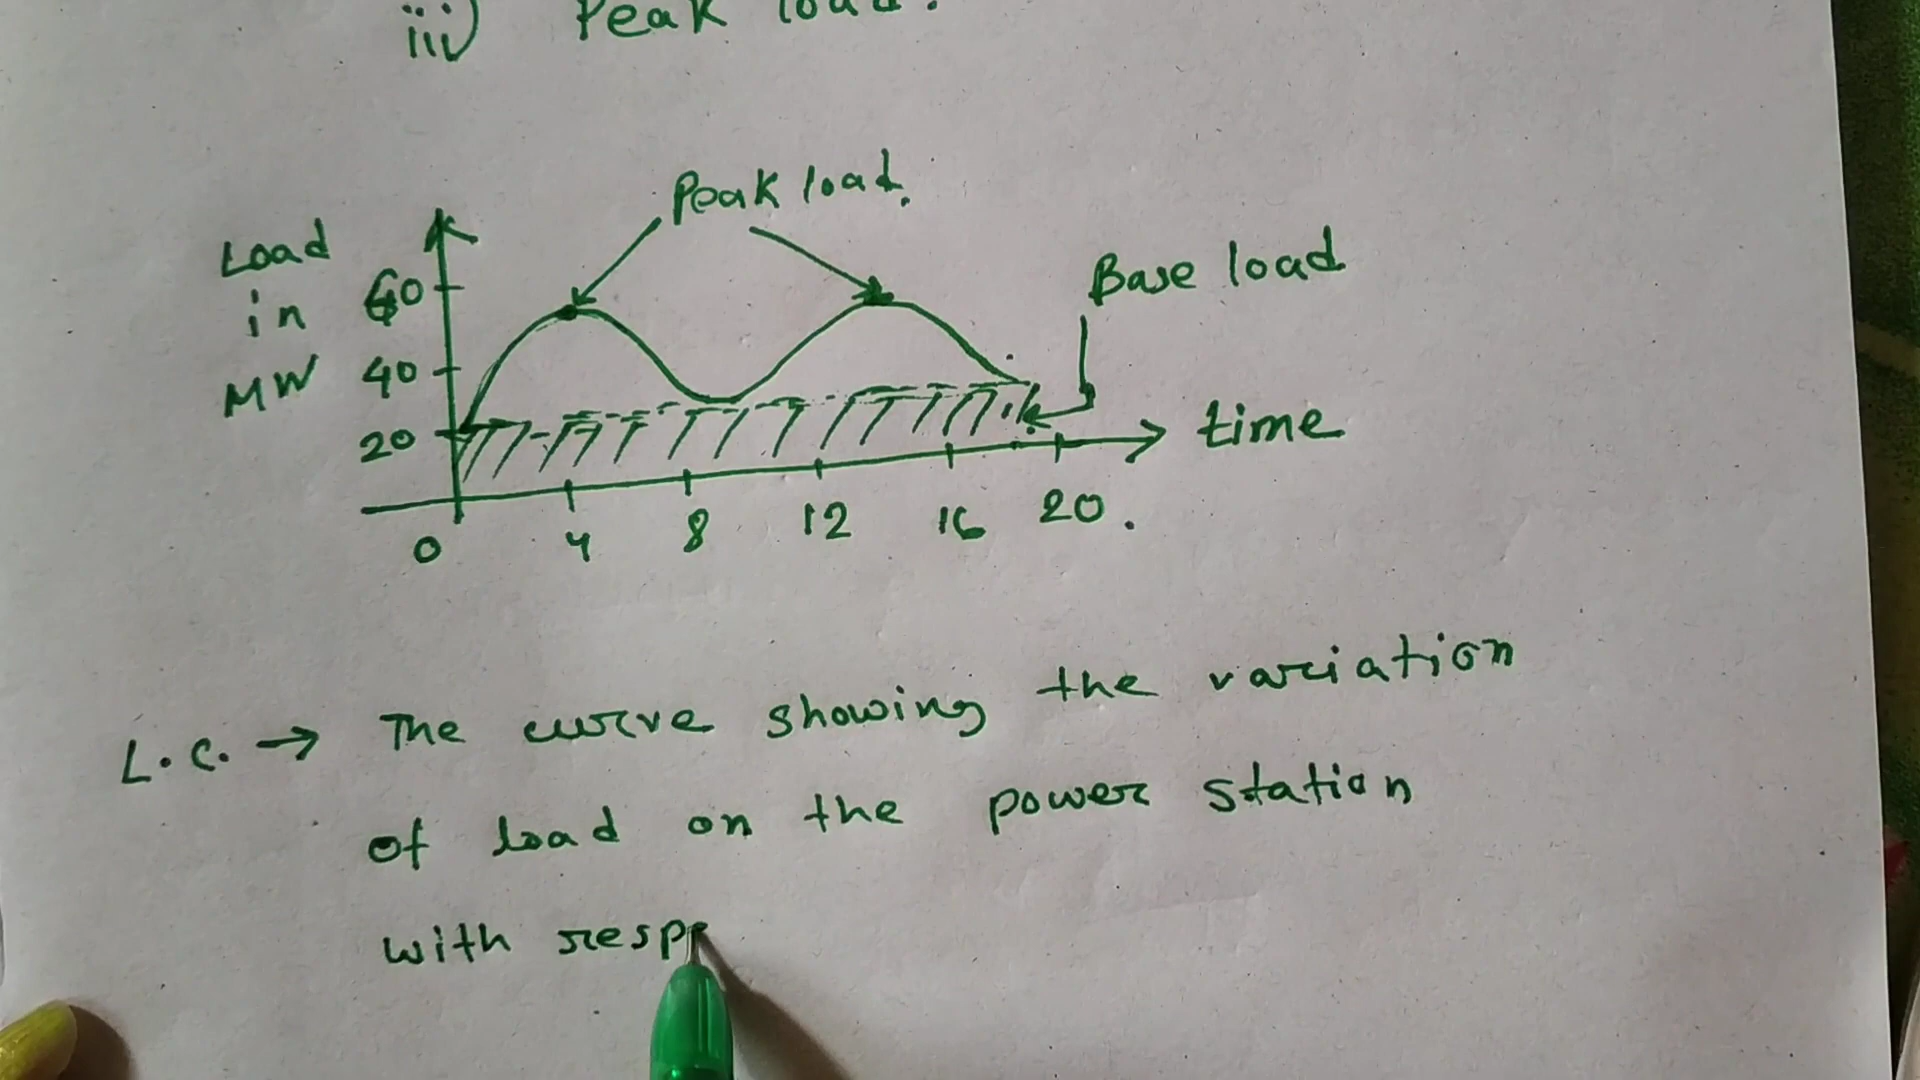 iii) Peak load.
Peak load.
Load
in
MW
60
40
20
Base load
time
0 4 8 12 16 20.
L.C. → The curve showing the variation
of load on the power station
with resp